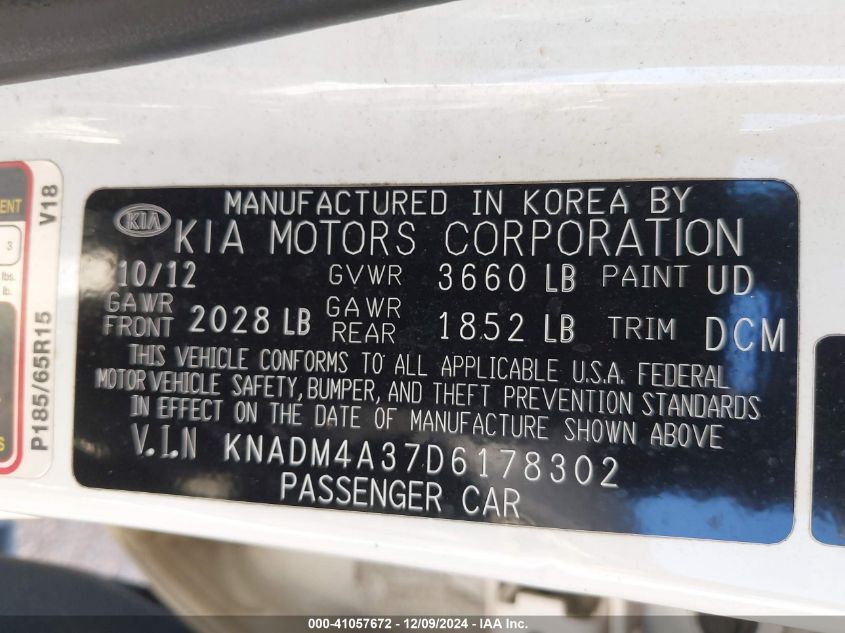 MANUFACTURED IN KOREA BY
KIA KIA MOTORS CORPORATION
10/12 GVWR 3660 LB PAINT UD
GAWR FRONT 2028 LB GAWR REAR 1852 LB TRIM DCM
THIS VEHICLE CONFORMS TO ALL APPLICABLE U.S.A. FEDERAL
MOTOR VEHICLE SAFETY, BUMPER, AND THEFT PREVENTION STANDARDS
IN EFFECT ON THE DATE OF MANUFACTURE SHOWN ABOVE
V.I.N KNADM4A37D6178302
PASSENGER CAR
P185/65R15 V18
3
lbs.
lb.
000-41057672 - 12/09/2024 - IAA Inc.